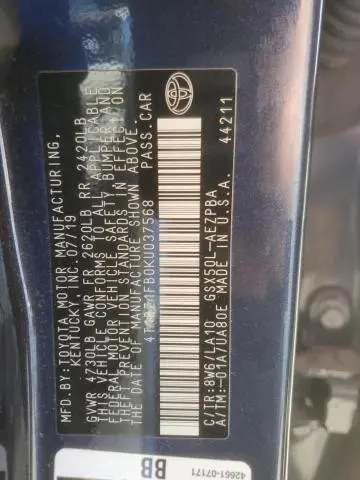 MFD.BY:TOYOTA MOTOR MANUFACTURING,
KENTUCKY,INC.07/19
GVWR 4730LB GAWR FR 2620LB RR 2420LB
THIS VEHICLE CONFORMS TO ALL APPLICABLE
FEDERAL MOTOR VEHICLE SAFETY, BUMPER, AND
THEFT PREVENTION STANDARDS IN EFFECT ON
THE DATE OF MANUFACTURE SHOWN ABOVE.
PASS.CAR
C/TR:8W6/LA10 GSX50L-AEZPBA
A/TM:-01A/UA80E MADE IN U.S.A.
44211
42661-07171
BB